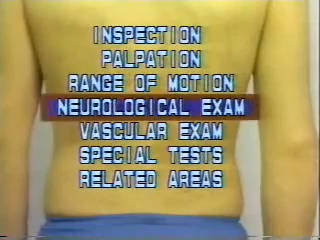 INSPECTION
PALPATION
RANGE OF MOTION
NEUROLOGICAL EXAM
VASCULAR EXAM
SPECIAL TESTS
RELATED AREAS